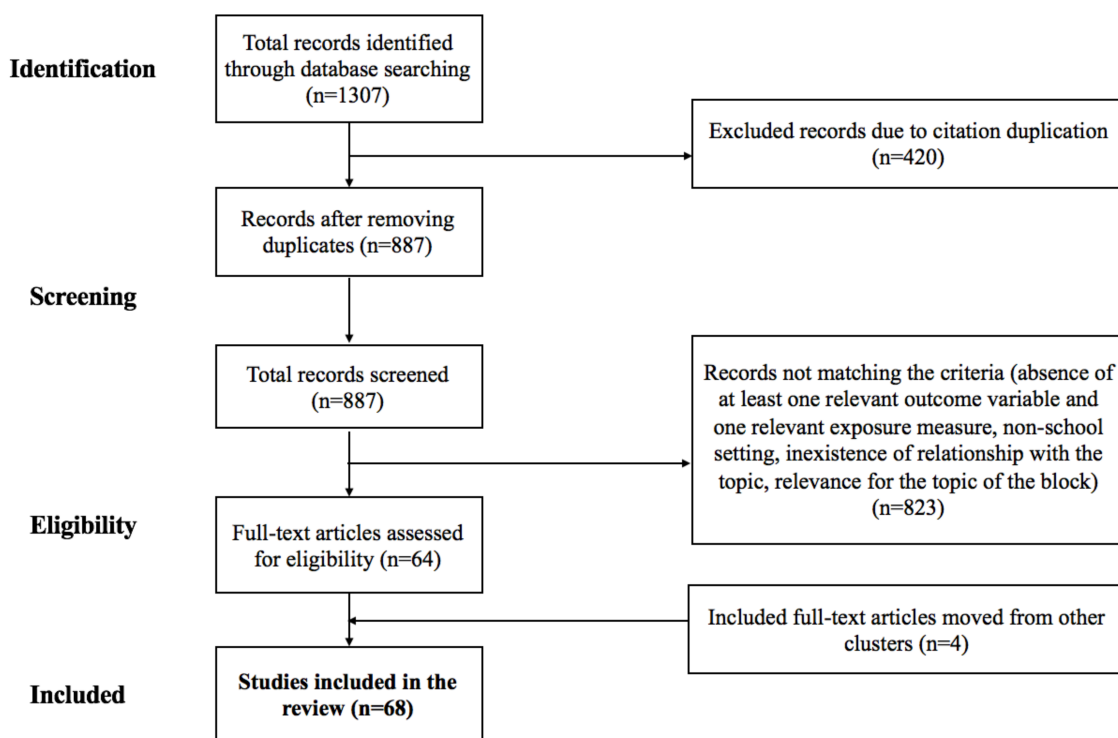 Identification
Total records identified
through database searching
(n=1307)
Excluded records due to citation duplication
(n=420)
Records after removing
duplicates (n=887)
Screening
Total records screened
(n=887)
Records not matching the criteria (absence of
at least one relevant outcome variable and
one relevant exposure measure, non-school
setting, inexistence of relationship with the
topic, relevance for the topic of the block)
(n=823)
Eligibility
Full-text articles assessed
for eligibility (n=64)
Included full-text articles moved from other
clusters (n=4)
Included
Studies included in the
review (n=68)